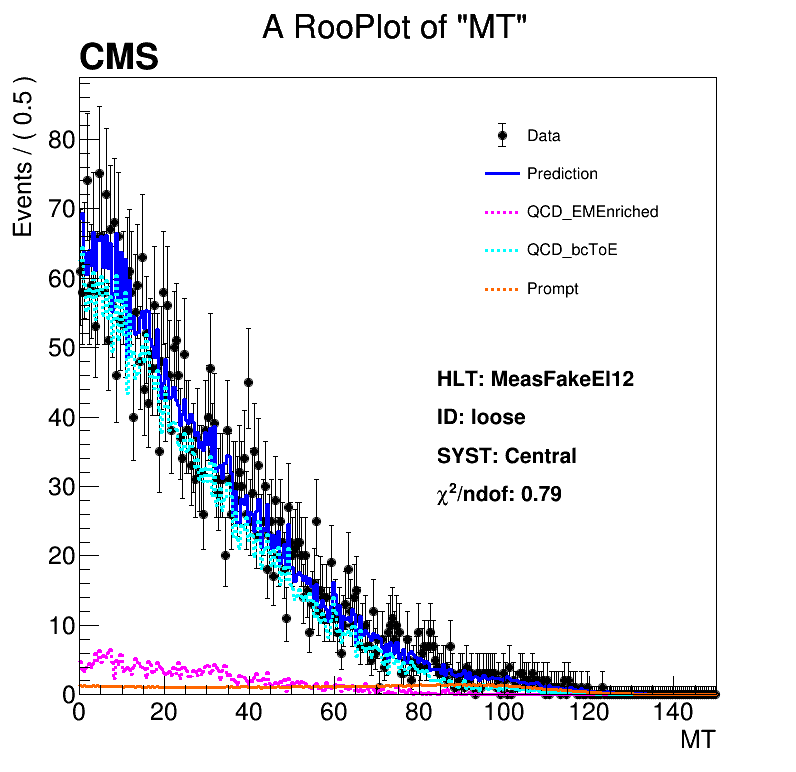 A RooPlot of "MT"
CMS
Events / ( 0.5 )
80
70
60
50
40
30
20
10
0
Data
Prediction
QCD_EMEnriched
QCD_bcToE
Prompt
HLT: MeasFakeEl12
ID: loose
SYST: Central
χ²/ndof: 0.79
0 20 40 60 80 100 120 140
MT